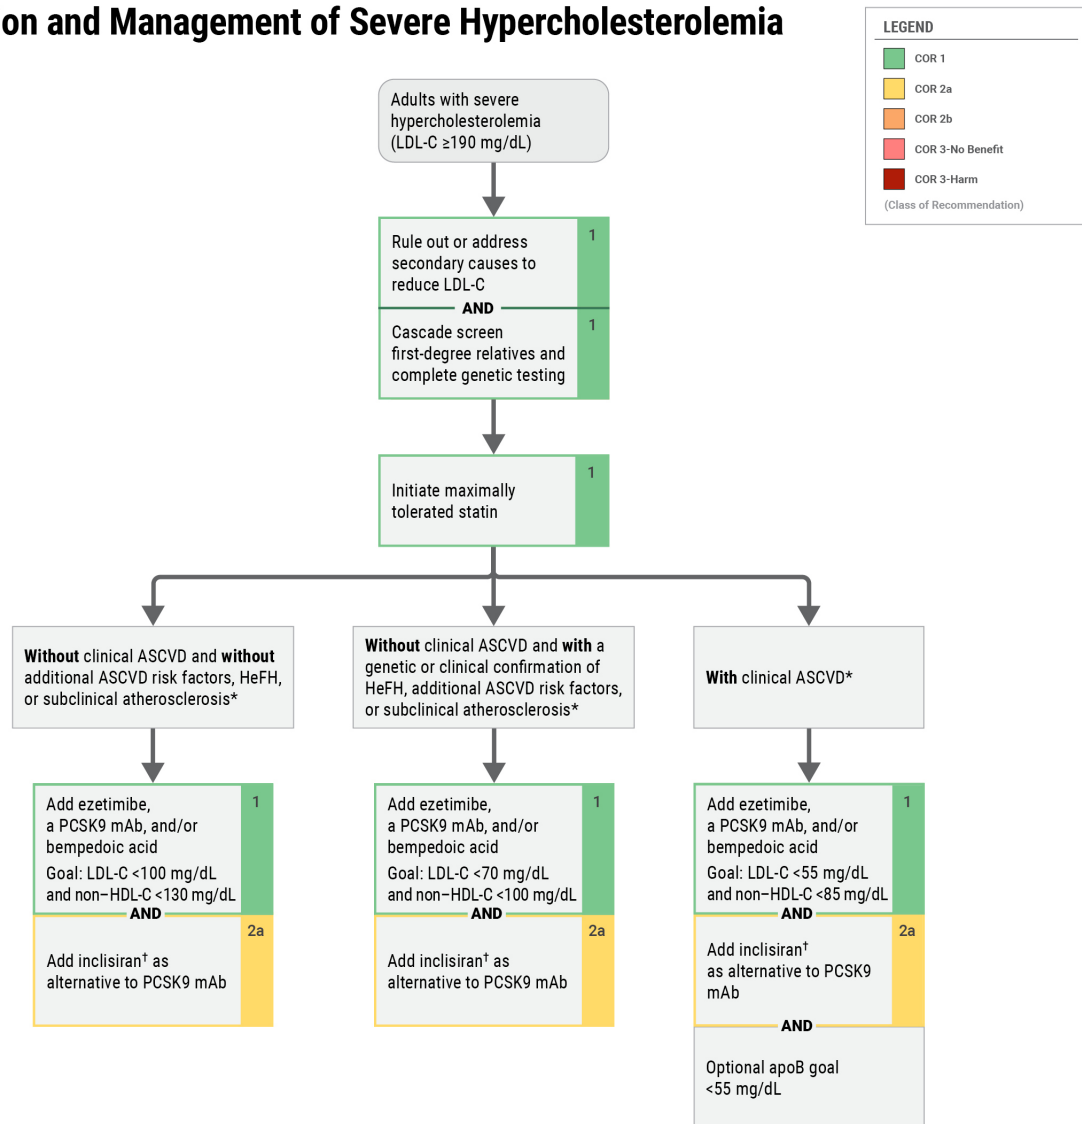 on and Management of Severe Hypercholesterolemia
LEGEND
COR 1
COR 2a
COR 2b
COR 3-No Benefit
COR 3-Harm
(Class of Recommendation)
Adults with severe
hypercholesterolemia
(LDL-C ≥190 mg/dL)
Rule out or address
secondary causes to
reduce LDL-C
1
AND
Cascade screen
first-degree relatives and
complete genetic testing
1
Initiate maximally
tolerated statin
1
Without clinical ASCVD and without
additional ASCVD risk factors, HeFH,
or subclinical atherosclerosis*
Add ezetimibe,
a PCSK9 mAb, and/or
bempedoic acid
Goal: LDL-C <100 mg/dL
and non–HDL-C <130 mg/dL
1
AND
Add inclisiran† as
alternative to PCSK9 mAb
2a
Without clinical ASCVD and with a
genetic or clinical confirmation of
HeFH, additional ASCVD risk factors,
or subclinical atherosclerosis*
Add ezetimibe,
a PCSK9 mAb, and/or
bempedoic acid
Goal: LDL-C <70 mg/dL
and non–HDL-C <100 mg/dL
1
AND
Add inclisiran† as
alternative to PCSK9 mAb
2a
With clinical ASCVD*
Add ezetimibe,
a PCSK9 mAb, and/or
bempedoic acid
Goal: LDL-C <55 mg/dL
and non–HDL-C <85 mg/dL
1
AND
Add inclisiran†
as alternative to PCSK9
mAb
2a
AND
Optional apoB goal
<55 mg/dL